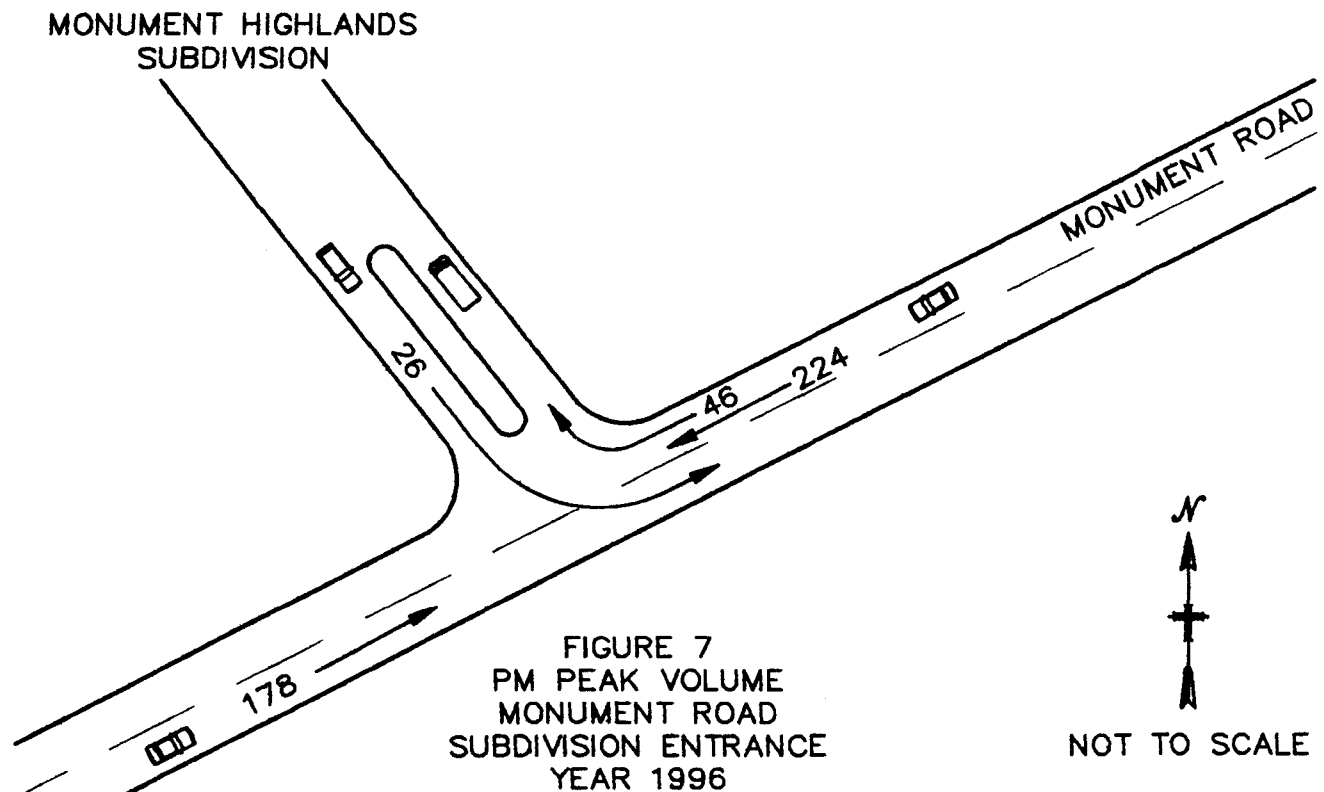 MONUMENT HIGHLANDS
SUBDIVISION
MONUMENT ROAD
26
46
224
178
N
NOT TO SCALE
FIGURE 7
PM PEAK VOLUME
MONUMENT ROAD
SUBDIVISION ENTRANCE
YEAR 1996